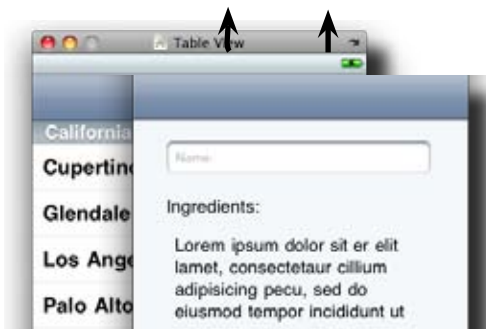 Table View
California
Cupertino
Name
Glendale
Ingredients:
Los Ange
Lorem ipsum dolor sit er elit
lamet, consectetaur cillium
adipisicing pecu, sed do
Palo Alto
eiusmod tempor incididunt ut